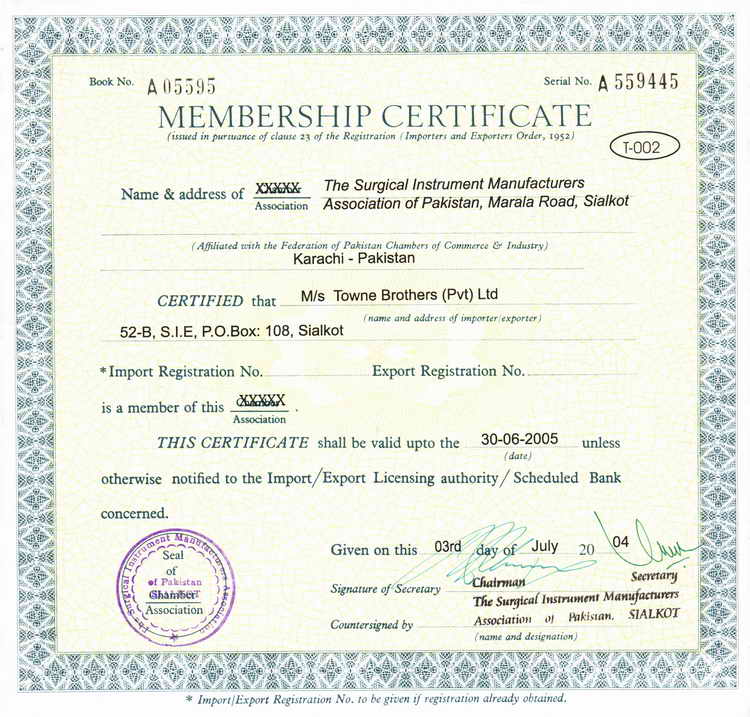 Book No. A 05595
Serial No. A 559445
MEMBERSHIP CERTIFICATE
(issued in pursuance of clause 23 of the Registration (Importers and Exporters Order, 1952)
T-002
Name & address of XXXXX The Surgical Instrument Manufacturers
Association Association of Pakistan, Marala Road, Sialkot
(Affiliated with the Federation of Pakistan Chambers of Commerce & Industry)
Karachi - Pakistan
CERTIFIED that M/s Towne Brothers (Pvt) Ltd
(name and address of importer/exporter)
52-B, S.I.E, P.O.Box: 108, Sialkot
*Import Registration No. Export Registration No.
is a member of this XXXXX .
Association
THIS CERTIFICATE shall be valid upto the 30-06-2005 unless
(date)
otherwise notified to the Import/Export Licensing authority/Scheduled Bank
concerned.
The Surgical Instrument Manufacturers Association
Seal
of
of Pakistan
Chamber
Association
Given on this 03rd day of July 20 04
Signature of Secretary
Chairman Secretary
The Surgical Instrument Manufacturers
Countersigned by Association of Pakistan. SIALKOT
(name and designation)
* Import/Export Registration No. to be given if registration already obtained.